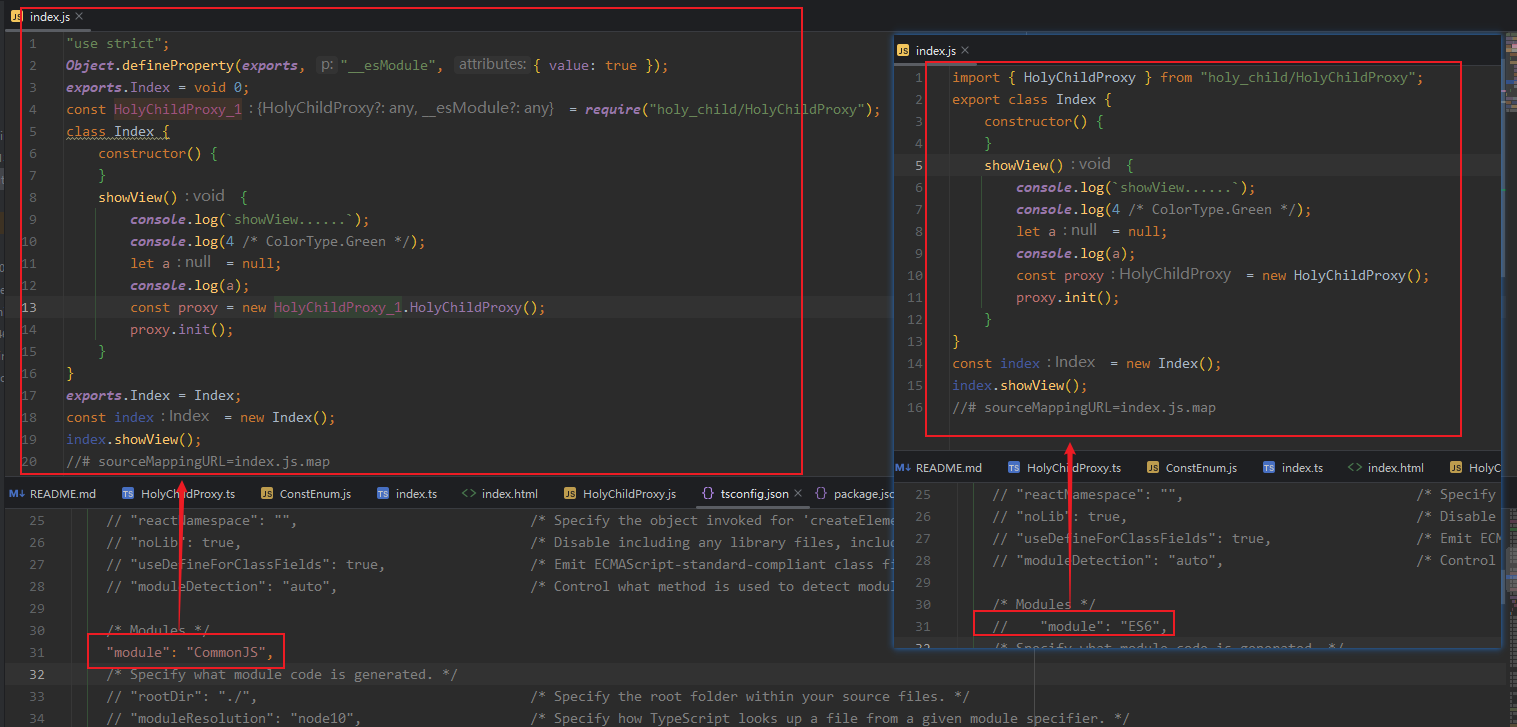 index.js
1 "use strict";
2 Object.defineProperty(exports, p: "__esModule", attributes: { value: true });
3 exports.Index = void 0;
4 const HolyChildProxy_1 : {HolyChildProxy?: any, __esModule?: any} = require("holy_child/HolyChildProxy");
5 class Index {
6 constructor() {
7 }
8 showView() : void {
9 console.log(`showView......`);
10 console.log(4 /* ColorType.Green */);
11 let a : null = null;
12 console.log(a);
13 const proxy = new HolyChildProxy_1.HolyChildProxy();
14 proxy.init();
15 }
16 }
17 exports.Index = Index;
18 const index : Index = new Index();
19 index.showView();
20 //# sourceMappingURL=index.js.map
README.md HolyChildProxy.ts ConstEnum.js index.ts index.html HolyChildProxy.js tsconfig.json package.jso
25 // "reactNamespace": "", /* Specify the object invoked for 'createEleme
26 // "noLib": true, /* Disable including any library files, includ
27 // "useDefineForClassFields": true, /* Emit ECMAScript-standard-compliant class fi
28 // "moduleDetection": "auto", /* Control what method is used to detect modul
29
30 /* Modules */
31 "module": "CommonJS",
32 /* Specify what module code is generated. */
33 // "rootDir": "./", /* Specify the root folder within your source files. */
34 // "moduleResolution": "node10", /* Specify how TypeScript looks up a file from a given module specifier. */
index.js
1 import { HolyChildProxy } from "holy_child/HolyChildProxy";
2 export class Index {
3 constructor() {
4 }
5 showView() : void {
6 console.log(`showView......`);
7 console.log(4 /* ColorType.Green */);
8 let a : null = null;
9 console.log(a);
10 const proxy : HolyChildProxy = new HolyChildProxy();
11 proxy.init();
12 }
13 }
14 const index : Index = new Index();
15 index.showView();
16 //# sourceMappingURL=index.js.map
README.md HolyChildProxy.ts ConstEnum.js index.ts index.html HolyC
25 // "reactNamespace": "", /* Specify
26 // "noLib": true, /* Disable
27 // "useDefineForClassFields": true, /* Emit ECM
28 // "moduleDetection": "auto", /* Control
29
30 /* Modules */
31 // "module": "ES6",
32 /* Specify what module code is generated. */